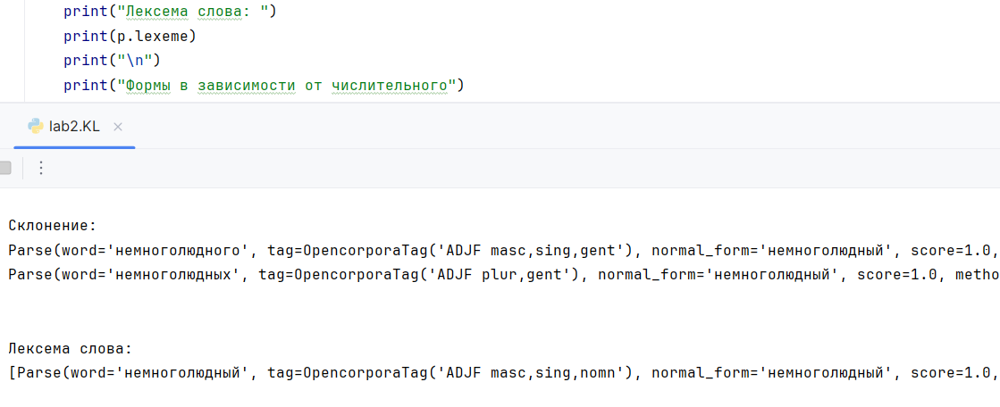 print("Лексема слова: ")
print(p.lexeme)
print("\n")
print("Формы в зависимости от числительного")
lab2.KL
Склонение:
Parse(word='немноголюдного', tag=OpencorporaTag('ADJF masc,sing,gent'), normal_form='немноголюдный', score=1.0,
Parse(word='немноголюдных', tag=OpencorporaTag('ADJF plur,gent'), normal_form='немноголюдный', score=1.0, metho
Лексема слова:
[Parse(word='немноголюдный', tag=OpencorporaTag('ADJF masc,sing,nomn'), normal_form='немноголюдный', score=1.0,